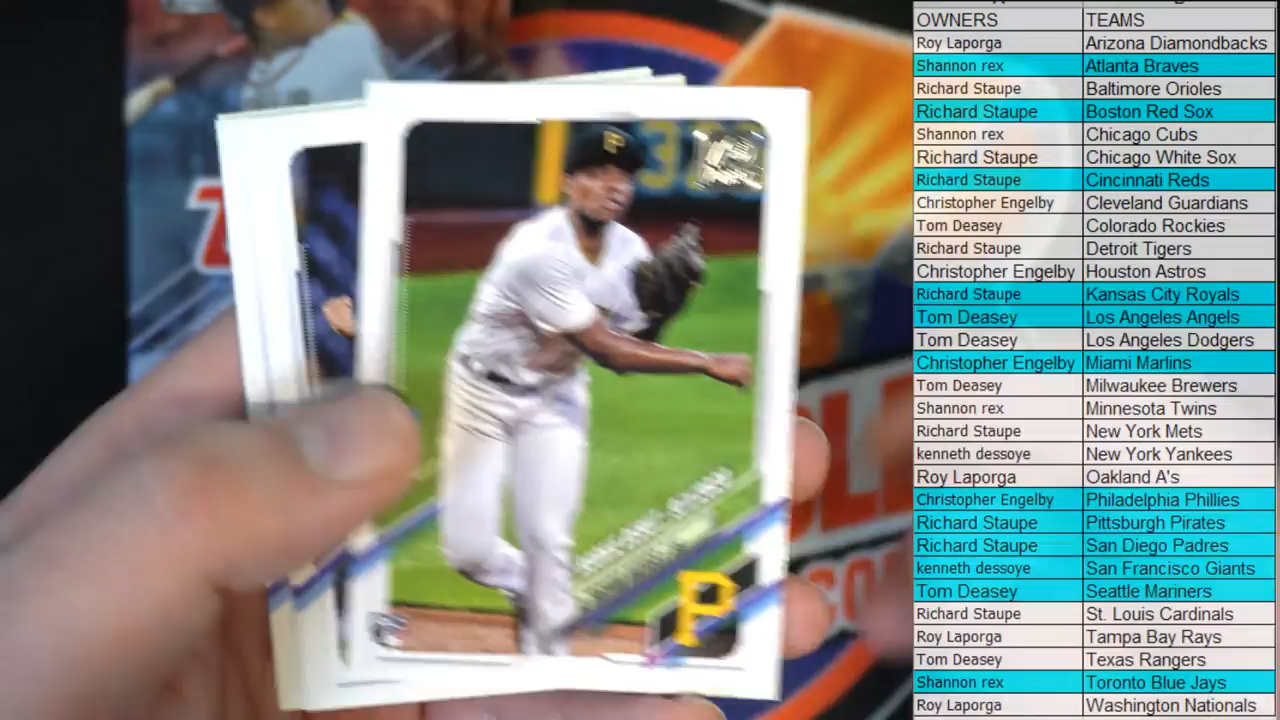 OWNERS TEAMS
Roy Laporga Arizona Diamondbacks
Shannon rex Atlanta Braves
Richard Staupe Baltimore Orioles
Richard Staupe Boston Red Sox
Shannon rex Chicago Cubs
Richard Staupe Chicago White Sox
Richard Staupe Cincinnati Reds
Christopher Engelby Cleveland Guardians
Tom Deasey Colorado Rockies
Richard Staupe Detroit Tigers
Christopher Engelby Houston Astros
Richard Staupe Kansas City Royals
Tom Deasey Los Angeles Angels
Tom Deasey Los Angeles Dodgers
Christopher Engelby Miami Marlins
Tom Deasey Milwaukee Brewers
Shannon rex Minnesota Twins
Richard Staupe New York Mets
kenneth dessoye New York Yankees
Roy Laporga Oakland A's
Christopher Engelby Philadelphia Phillies
Richard Staupe Pittsburgh Pirates
Richard Staupe San Diego Padres
kenneth dessoye San Francisco Giants
Tom Deasey Seattle Mariners
Richard Staupe St. Louis Cardinals
Roy Laporga Tampa Bay Rays
Tom Deasey Texas Rangers
Shannon rex Toronto Blue Jays
Roy Laporga Washington Nationals
P
P